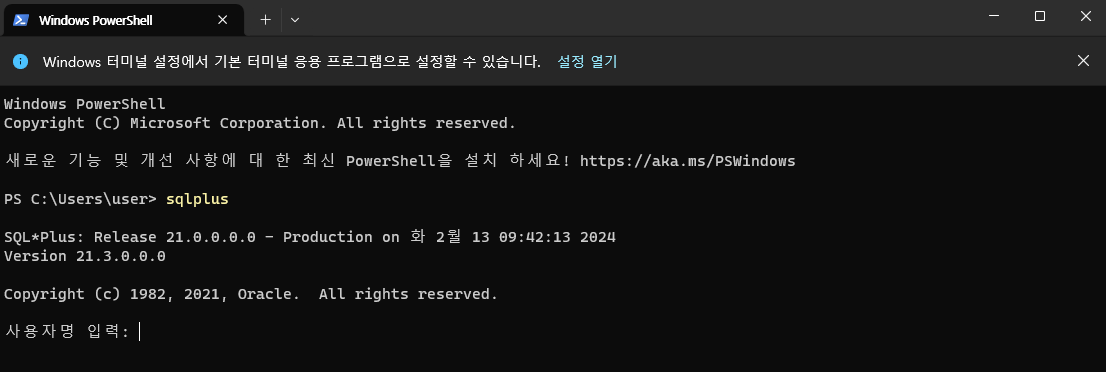 Windows PowerShell
Windows 터미널 설정에서 기본 터미널 응용 프로그램으로 설정할 수 있습니다. 설정 열기
Windows PowerShell
Copyright (C) Microsoft Corporation. All rights reserved.
새로운 기능 및 개선 사항에 대 한 최신 PowerShell을 설치 하세요! https://aka.ms/PSWindows
PS C:\Users\user> sqlplus
SQL*Plus: Release 21.0.0.0.0 - Production on 화 2월 13 09:42:13 2024
Version 21.3.0.0.0
Copyright (c) 1982, 2021, Oracle.  All rights reserved.
사용자명 입력: